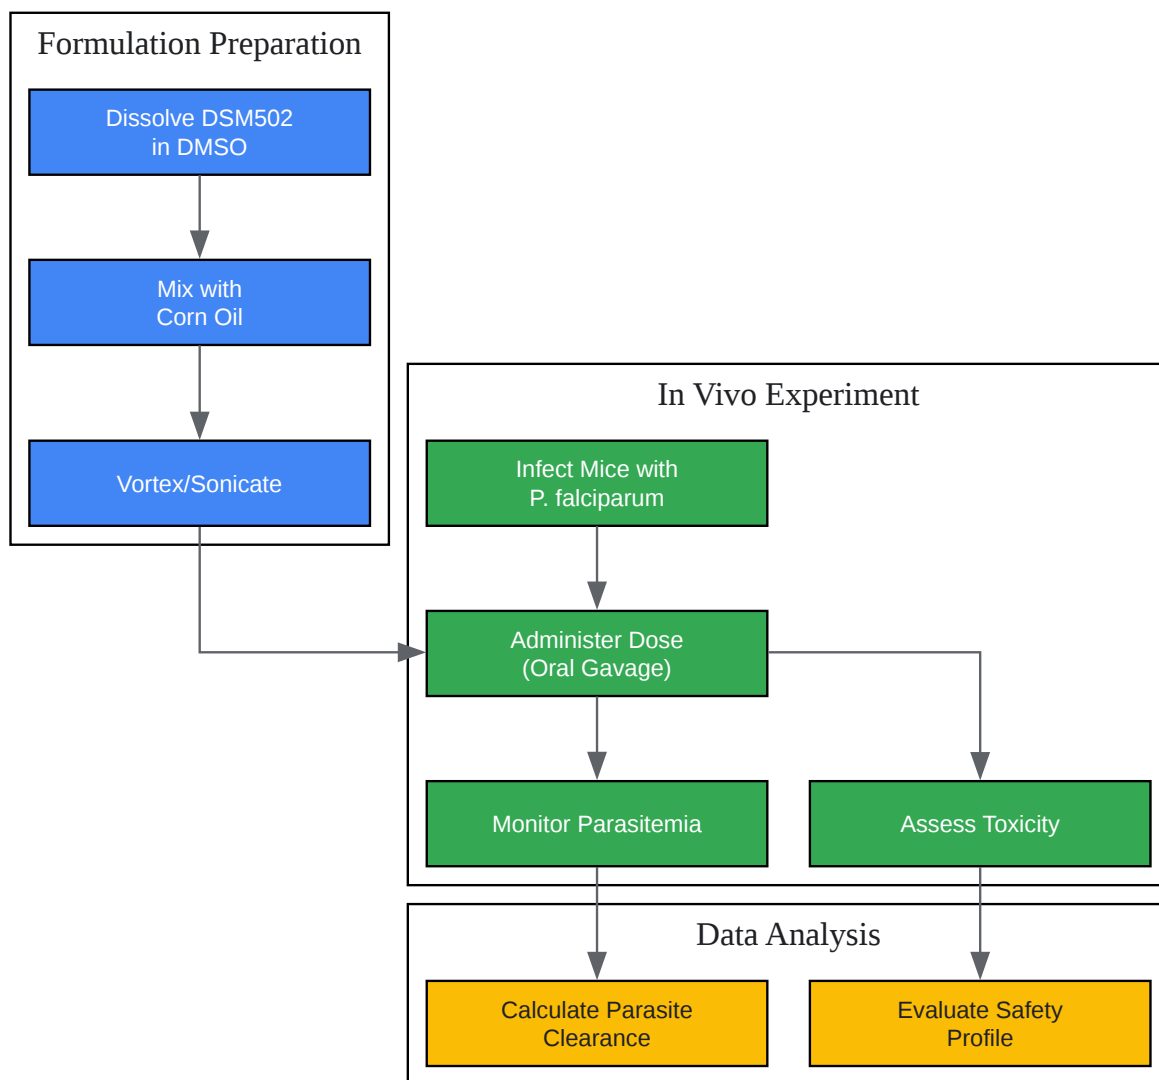 Formulation Preparation
Dissolve DSM502
in DMSO
Mix with
Corn Oil
Vortex/Sonicate
In Vivo Experiment
Infect Mice with
P. falciparum
Administer Dose
(Oral Gavage)
Monitor Parasitemia
Assess Toxicity
Data Analysis
Calculate Parasite
Clearance
Evaluate Safety
Profile